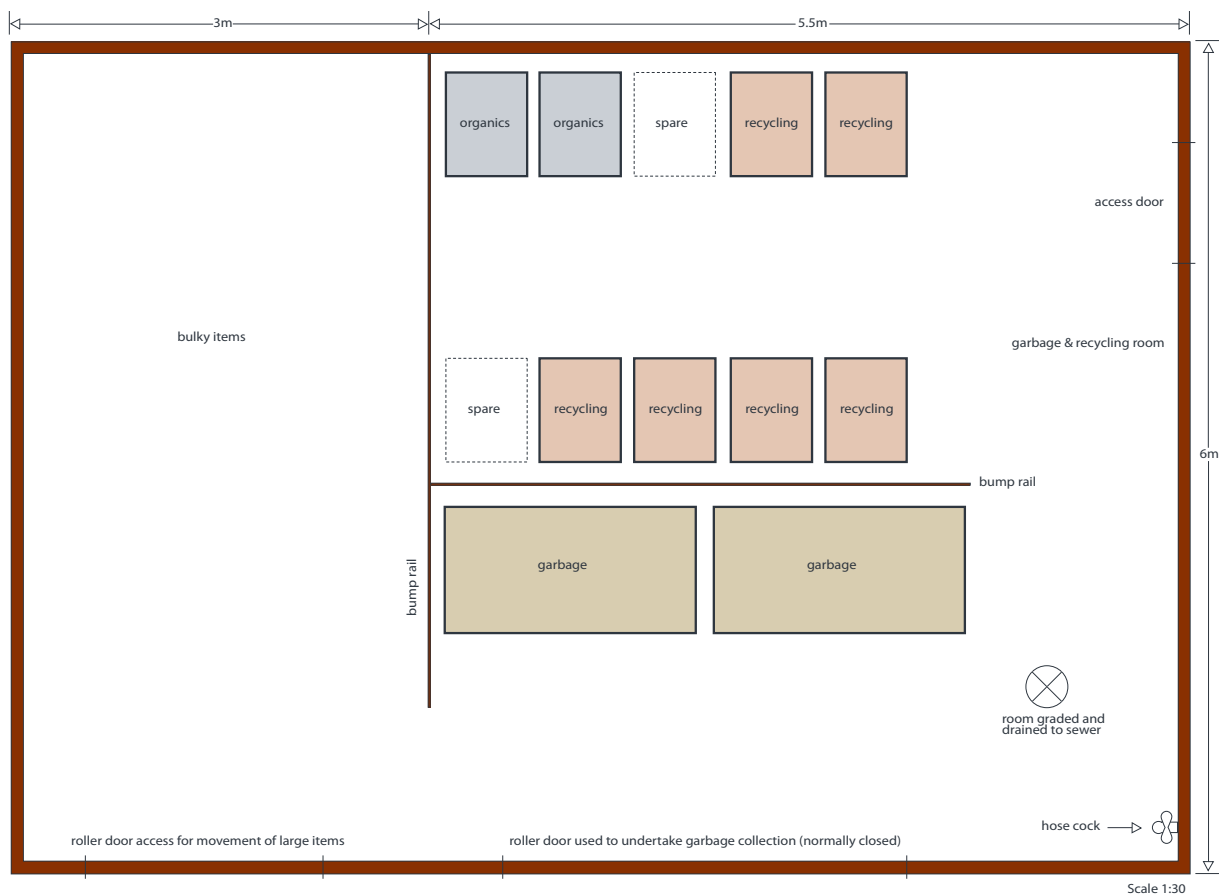 3m
5.5m
organics
organics
spare
recycling
recycling
access door
bulky items
garbage & recycling room
spare
recycling
recycling
recycling
recycling
6m
bump rail
bump rail
garbage
garbage
room graded and
drained to sewer
hose cock
roller door access for movement of large items
roller door used to undertake garbage collection (normally closed)
Scale 1:30